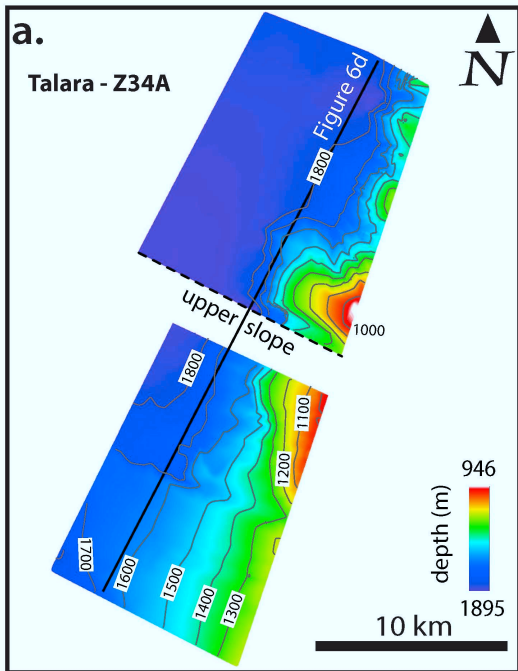 a.
N
Talara - Z34A
Figure 6d
1800
1000
upper slope
1800
1100
1200
946
depth (m)
1895
1700
1600
1500
1400
1300
10 km